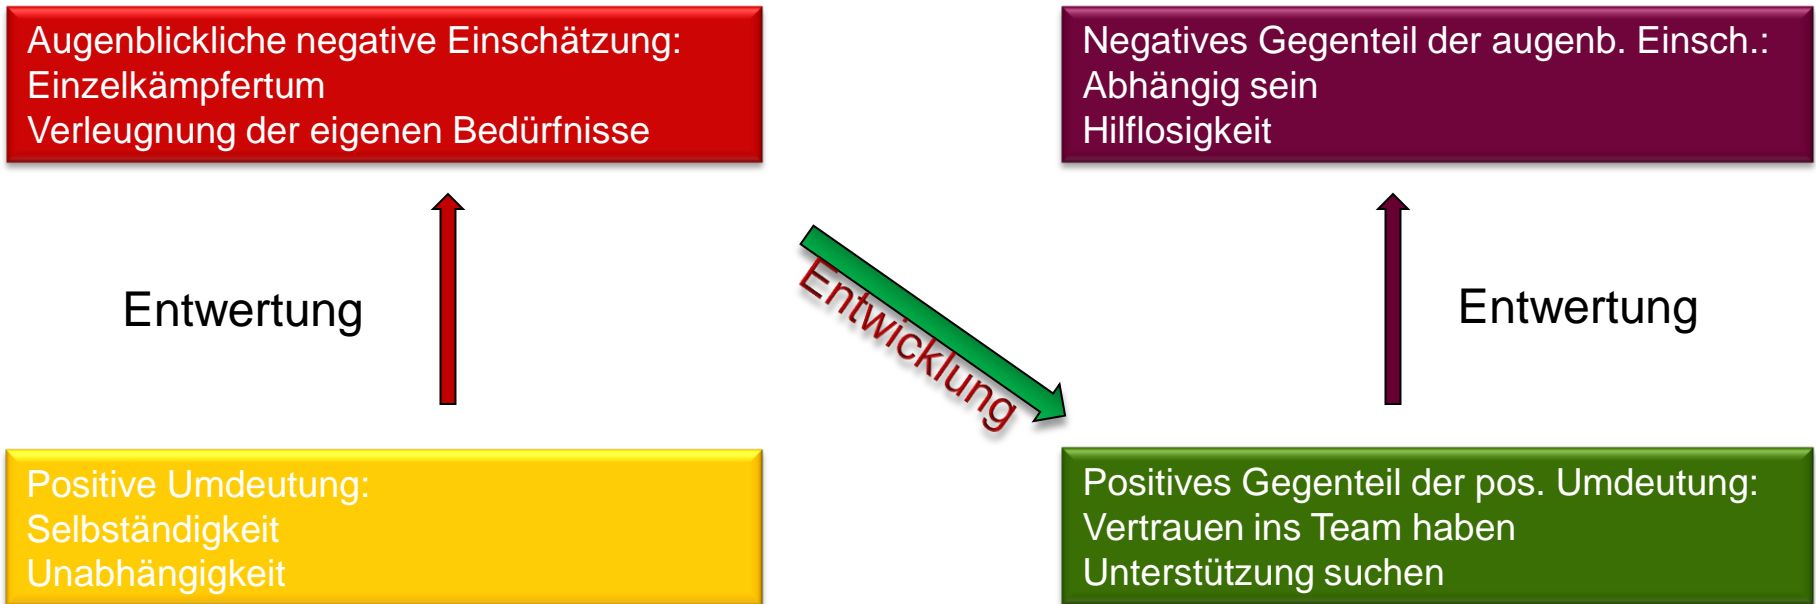 Augenblickliche negative Einschätzung:
Einzelkämpfertum
Verleugnung der eigenen Bedürfnisse
Negatives Gegenteil der augenb. Einsch.:
Abhängig sein
Hilflosigkeit
Entwertung
Entwicklung
Entwertung
Positive Umdeutung:
Selbständigkeit
Unabhängigkeit
Positives Gegenteil der pos. Umdeutung:
Vertrauen ins Team haben
Unterstützung suchen